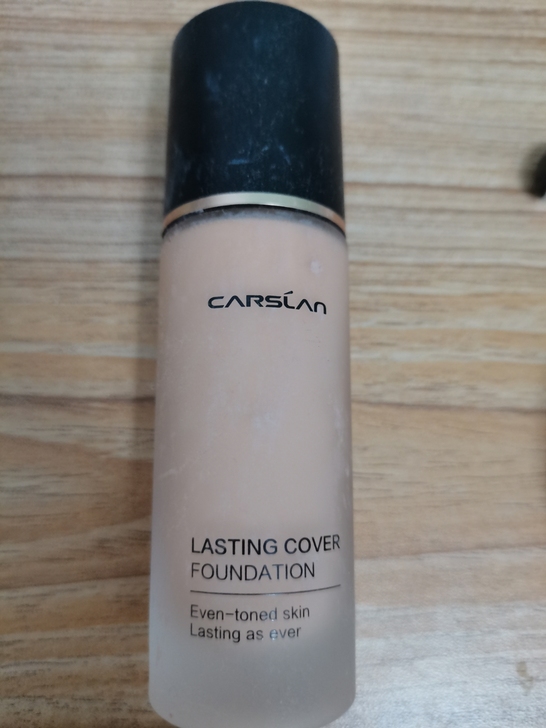 CARSLAN
LASTING COVER
FOUNDATION
Even-toned skin
Lasting as ever